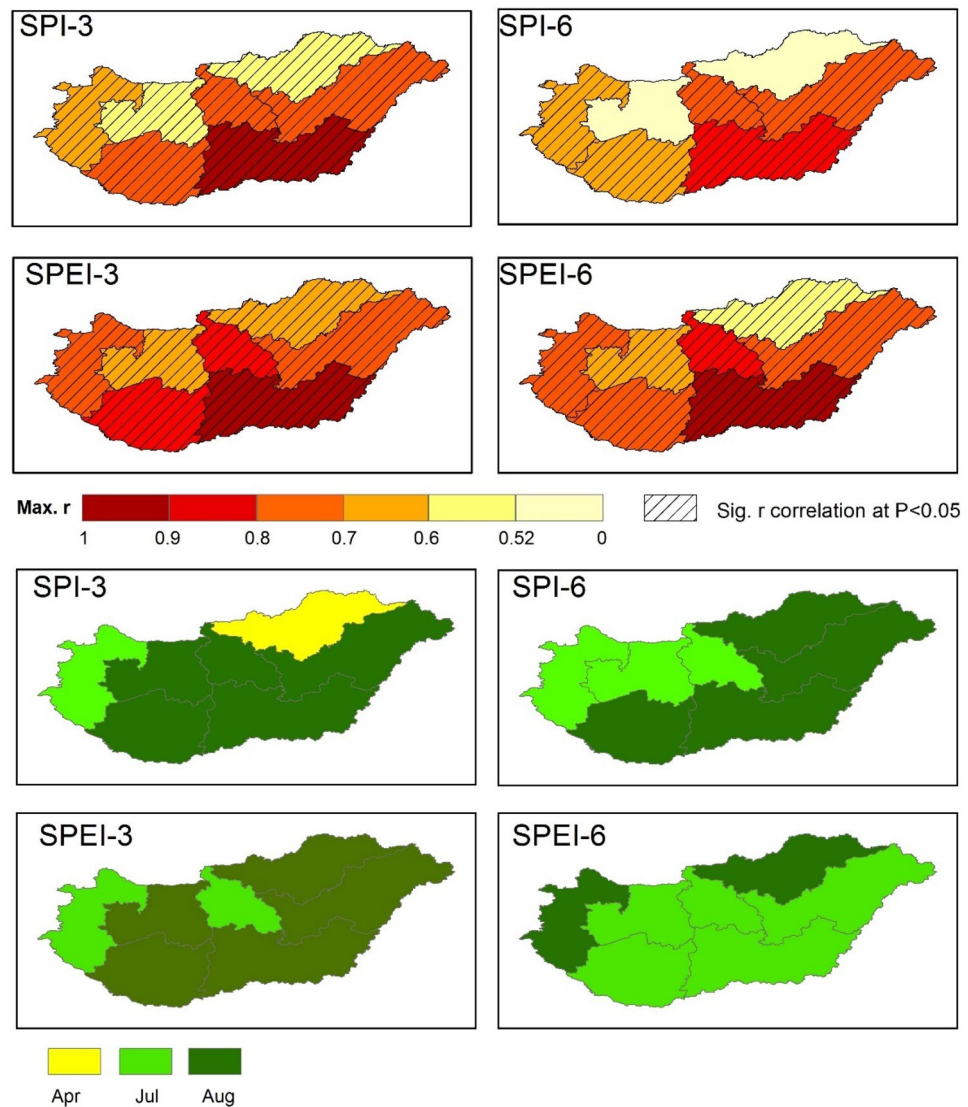 SPI-3
SPI-6
SPEI-3
SPEI-6
Max. r
1 0.9 0.8 0.7 0.6 0.52 0
Sig. r correlation at P<0.05
SPI-3
SPI-6
SPEI-3
SPEI-6
Apr Jul Aug